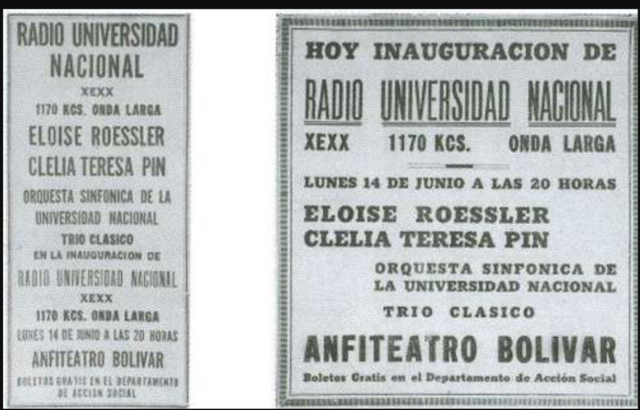 RADIO UNIVERSIDAD
NACIONAL
XEXX
1170 KCS. ONDA LARGA
ELOISE ROESSLER
CLELIA TERESA PIN
ORQUESTA SINFONICA DE LA
UNIVERSIDAD NACIONAL
TRIO CLASICO
EN LA INAUGURACION DE
RADIO UNIVERSIDAD NACIONAL
XEXX
1170 KCS. ONDA LARGA
LUNES 14 DE JUNIO A LAS 20 HORAS
ANFITEATRO BOLIVAR
BOLETOS GRATIS EN EL DEPARTAMENTO
DE ACCION SOCIAL
HOY INAUGURACION DE
RADIO UNIVERSIDAD NACIONAL
XEXX 1170 KCS. ONDA LARGA
LUNES 14 DE JUNIO A LAS 20 HORAS
ELOISE ROESSLER
CLELIA TERESA PIN
ORQUESTA SINFONICA DE
LA UNIVERSIDAD NACIONAL
TRIO CLASICO
ANFITEATRO BOLIVAR
Boletos Gratis en el Departamento de Acción Social